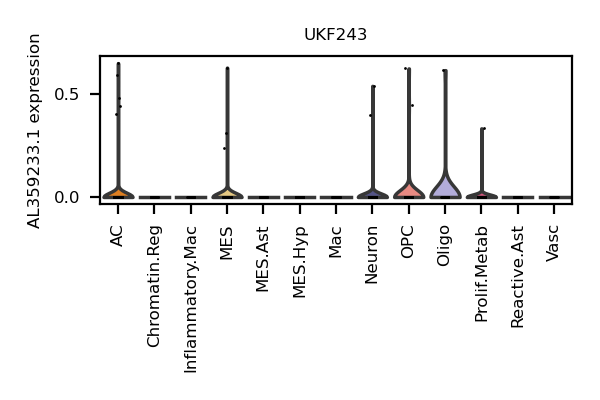 UKF243
AL359233.1 expression
0.5
0.0
AC
Chromatin.Reg
Inflammatory.Mac
MES
MES.Ast
MES.Hyp
Mac
Neuron
OPC
Oligo
Prolif.Metab
Reactive.Ast
Vasc